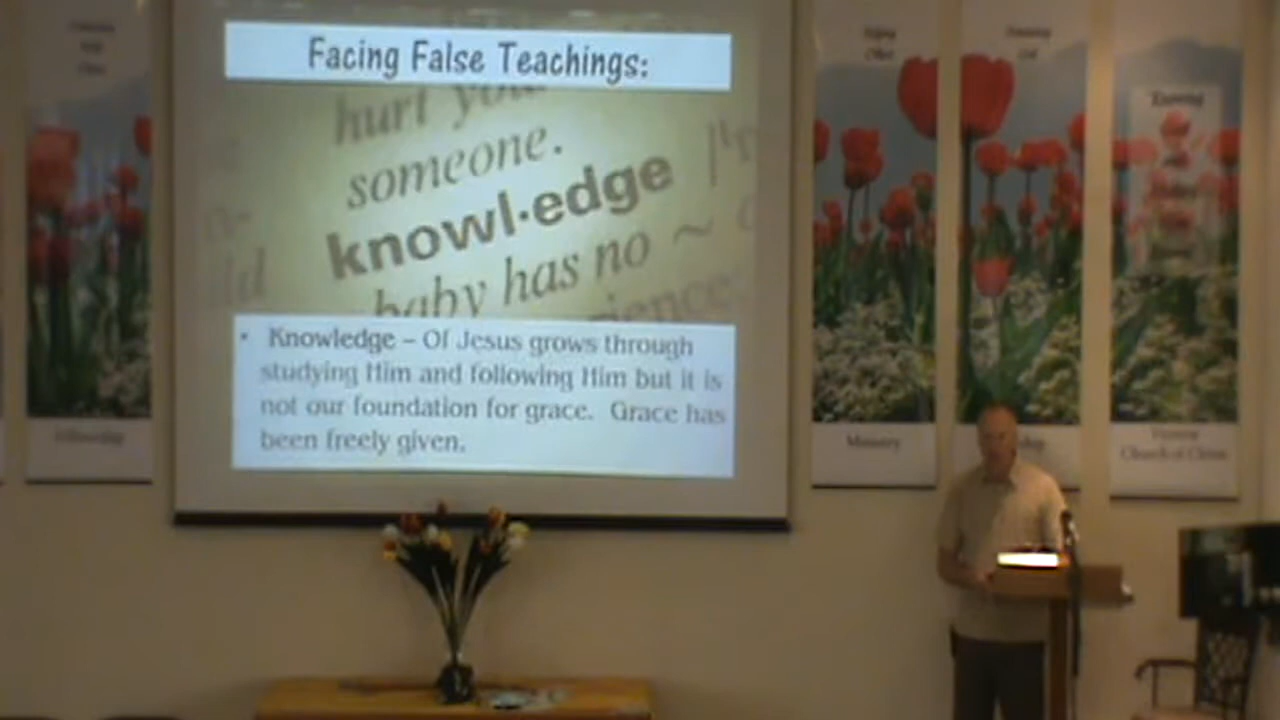 Facing False Teachings:
hurt you
someone.
knowl·edge
baby has no ~
• Knowledge – Of Jesus grows through
studying Him and following Him but it is
not our foundation for grace. Grace has
been freely given.
Fellowship
Ministry
Church of Christ